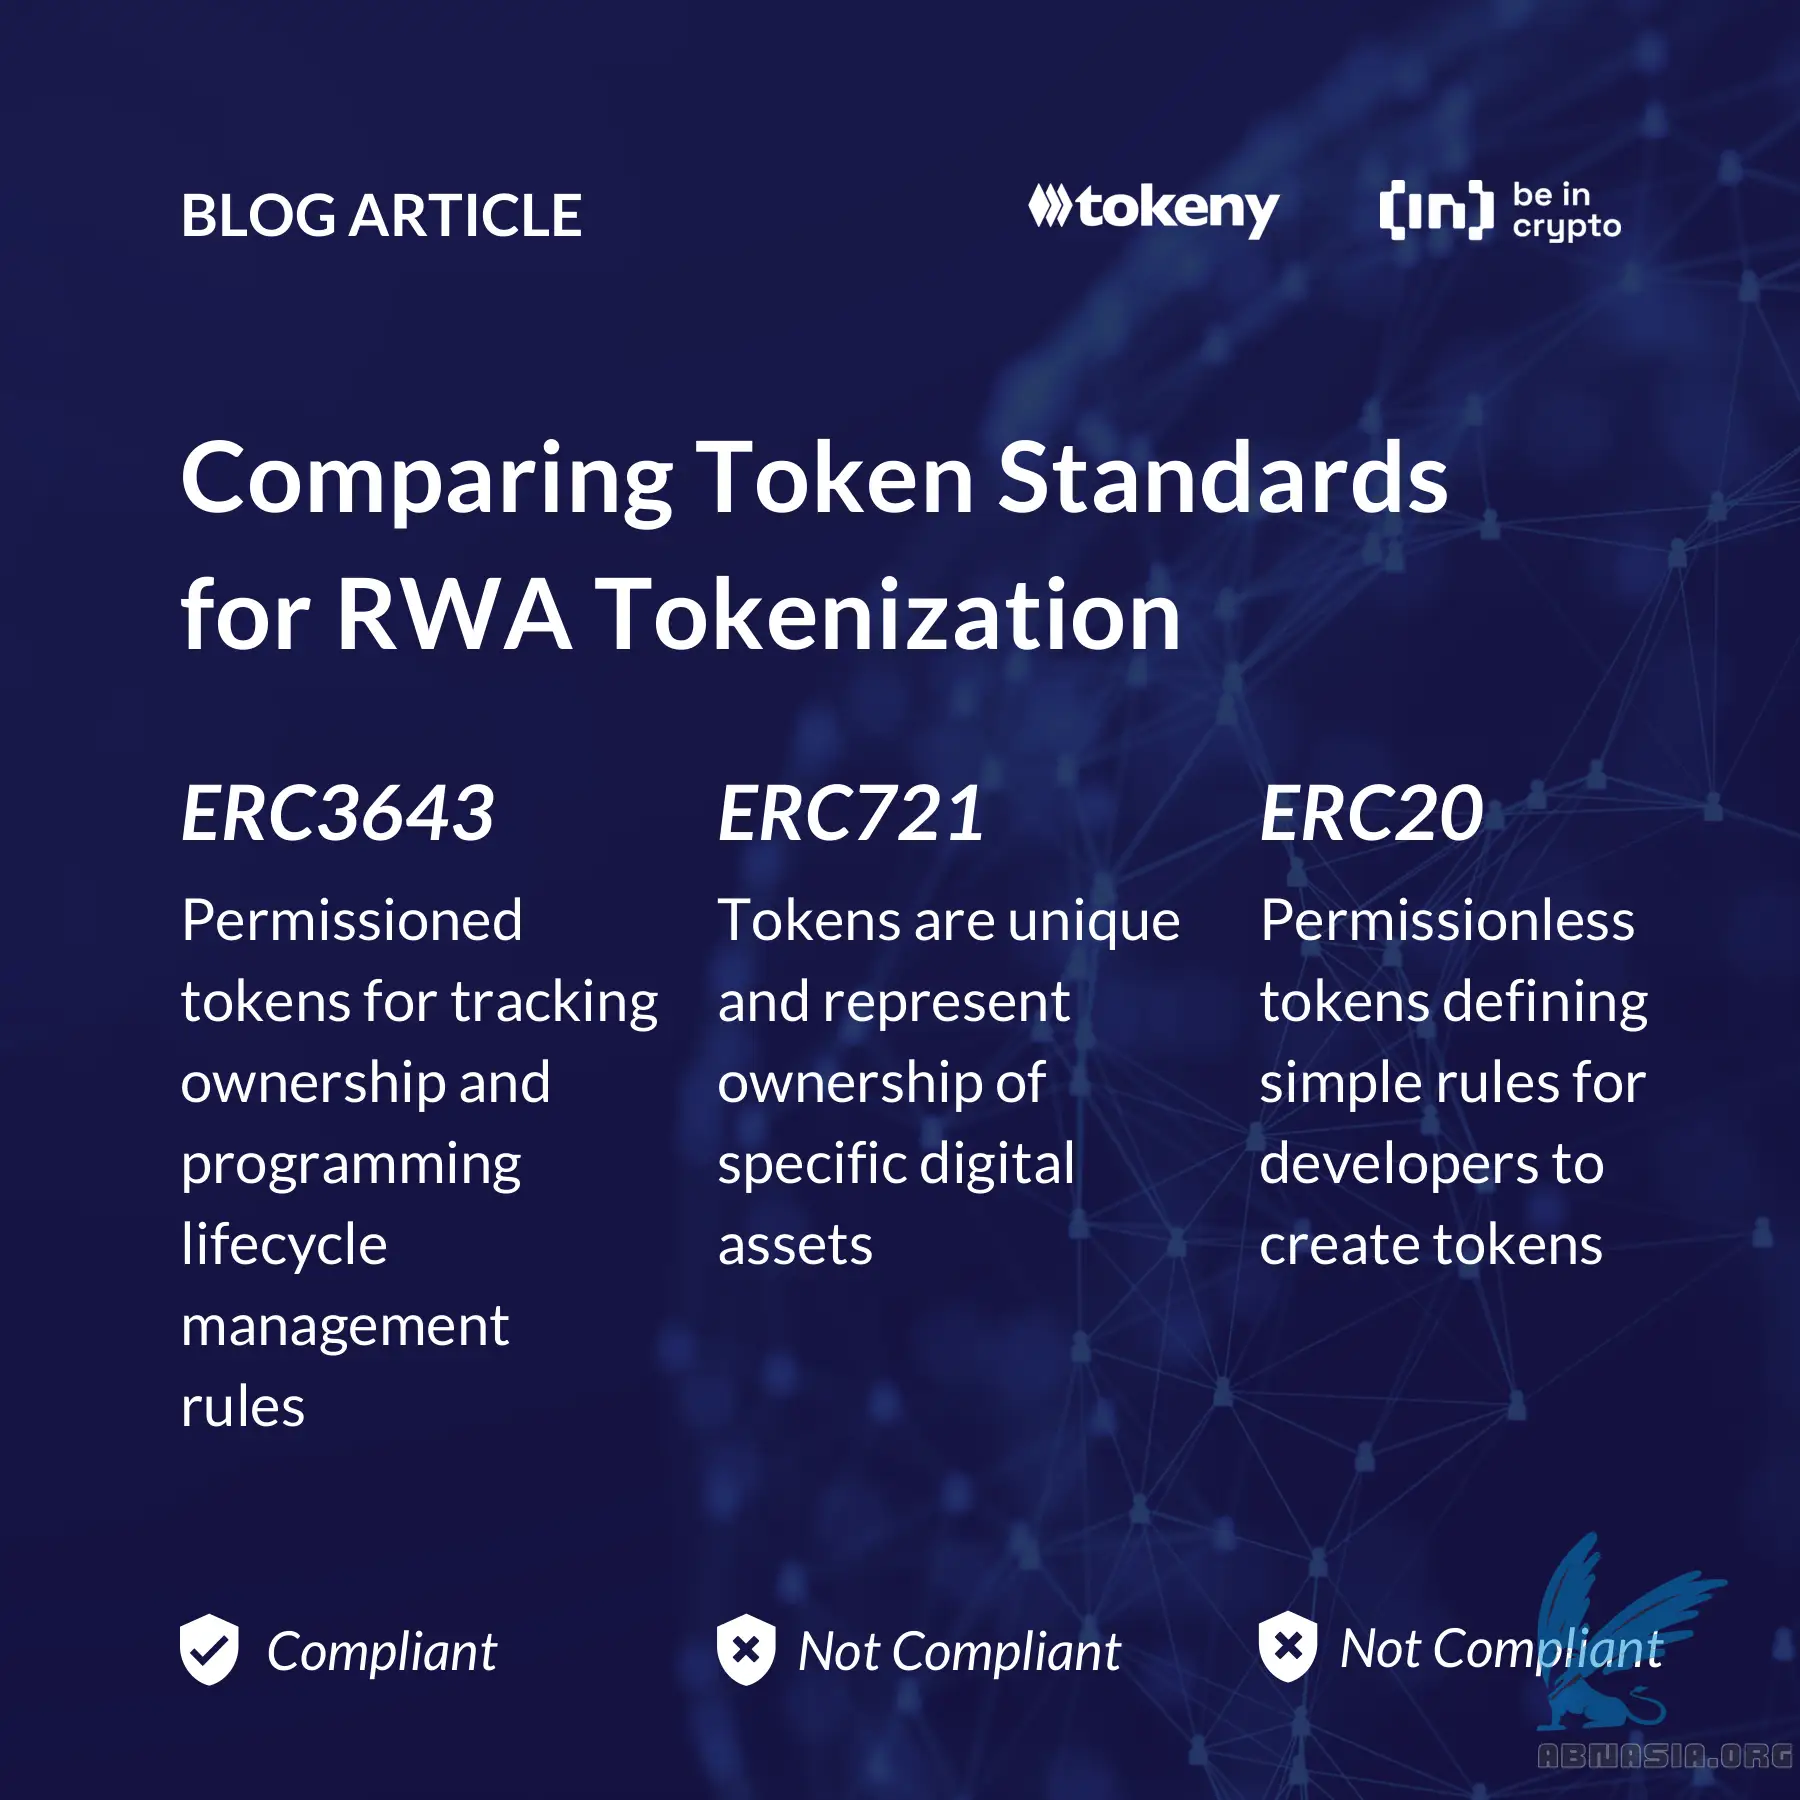 BLOG ARTICLE
tokeny
[in] be in
crypto
Comparing Token Standards
for RWA Tokenization
ERC3643
Permissioned
tokens for tracking
ownership and
programming
lifecycle
management
rules
Compliant
ERC721
Tokens are unique
and represent
ownership of
specific digital
assets
Not Compliant
ERC20
Permissionless
tokens defining
simple rules for
developers to
create tokens
Not Compliant
ABNASIA.ORG